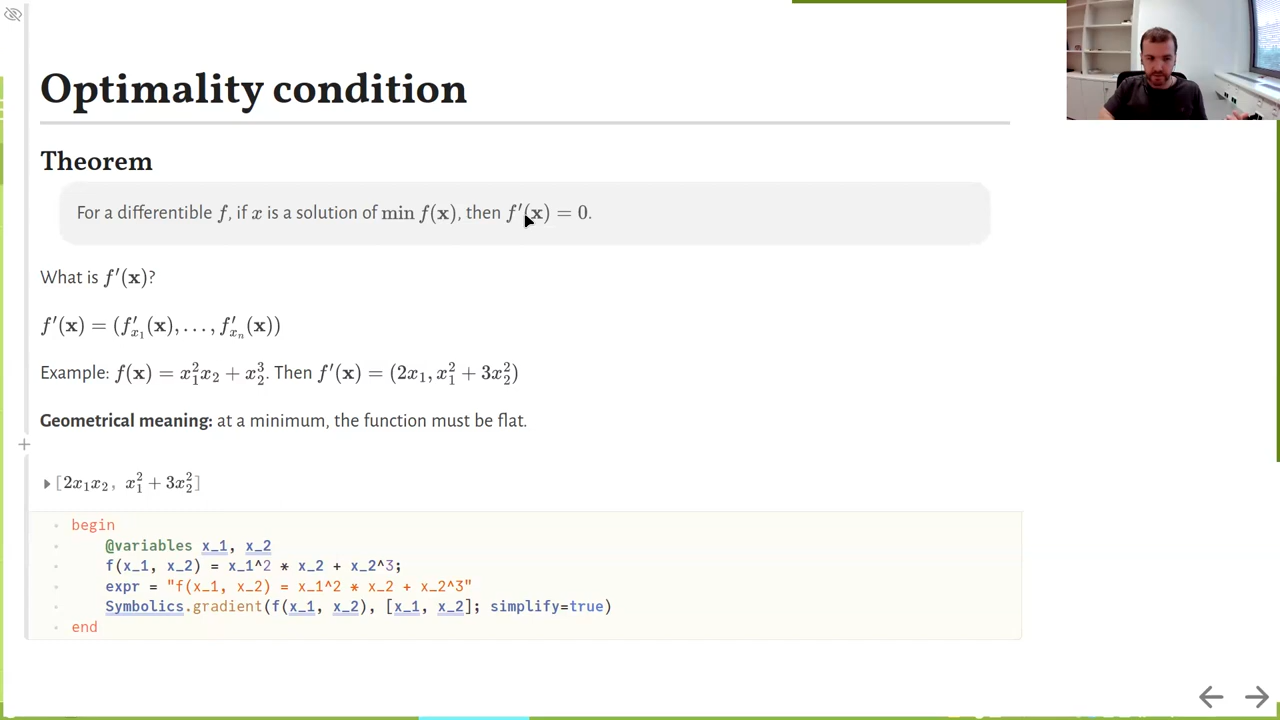 Optimality condition
Theorem
For a differentible f, if x is a solution of min f(𝐱), then f′(𝐱) = 0.
What is f′(𝐱)?
f′(𝐱) = (f′ₓ₁(𝐱), . . . , f′ₓₙ(𝐱))
Example: f(𝐱) = x₁²x₂ + x₂³. Then f′(𝐱) = (2x₁, x₁² + 3x₂²)
Geometrical meaning: at a minimum, the function must be flat.
[2x₁x₂, x₁² + 3x₂²]
begin
@variables x_1, x_2
f(x_1, x_2) = x_1^2 * x_2 + x_2^3;
expr = "f(x_1, x_2) = x_1^2 * x_2 + x_2^3"
Symbolics.gradient(f(x_1, x_2), [x_1, x_2]; simplify=true)
end